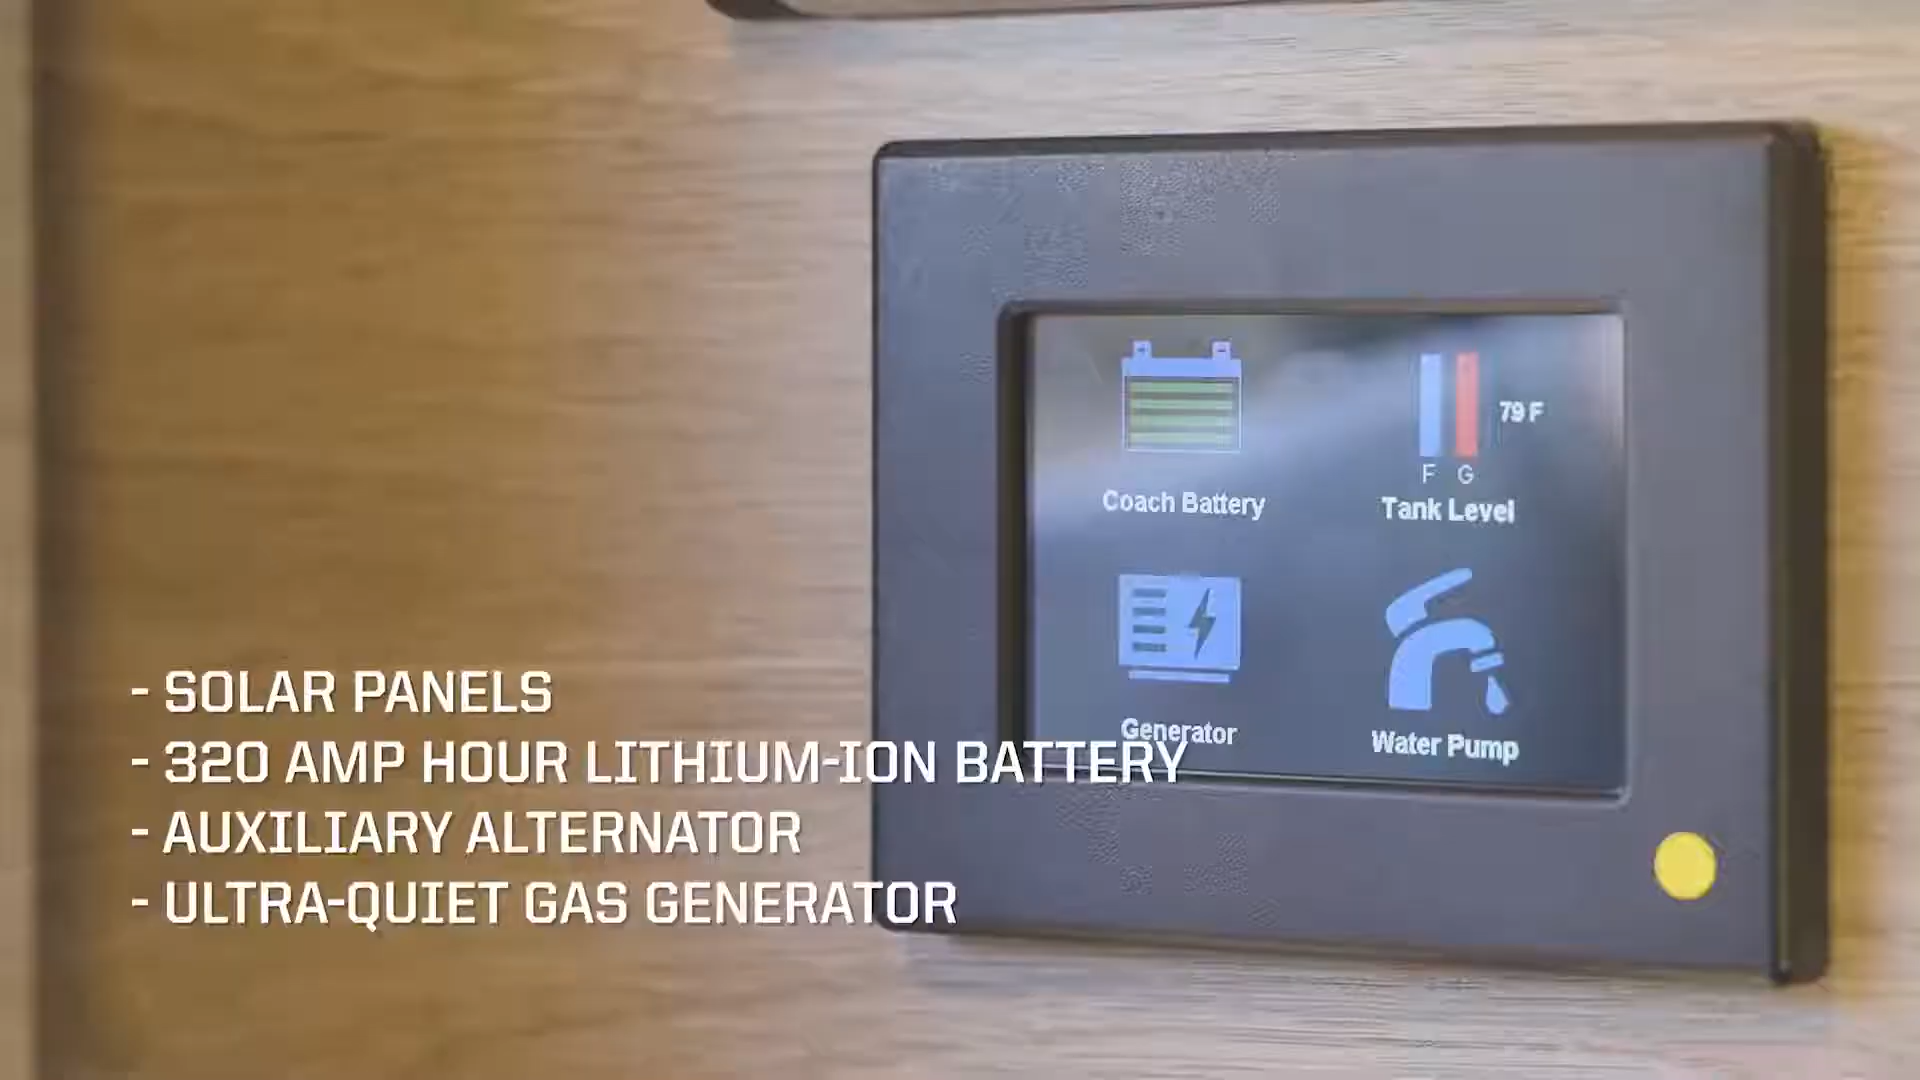 79 F
F G
Coach Battery
Tank Level
Generator
Water Pump
- SOLAR PANELS
- 320 AMP HOUR LITHIUM-ION BATTERY
- AUXILIARY ALTERNATOR
- ULTRA-QUIET GAS GENERATOR